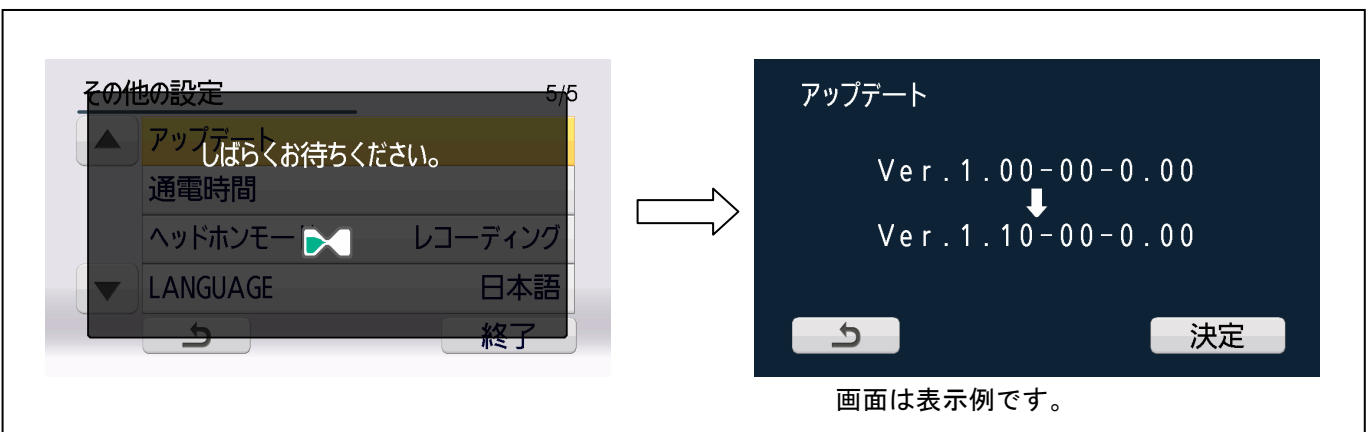 その他の設定 5/5
アップデート
しばらくお待ちください。
通電時間
ヘッドホンモー レコーディング
LANGUAGE 日本語
終了
アップデート
Ver.1.00-00-0.00
Ver.1.10-00-0.00
決定
画面は表示例です。